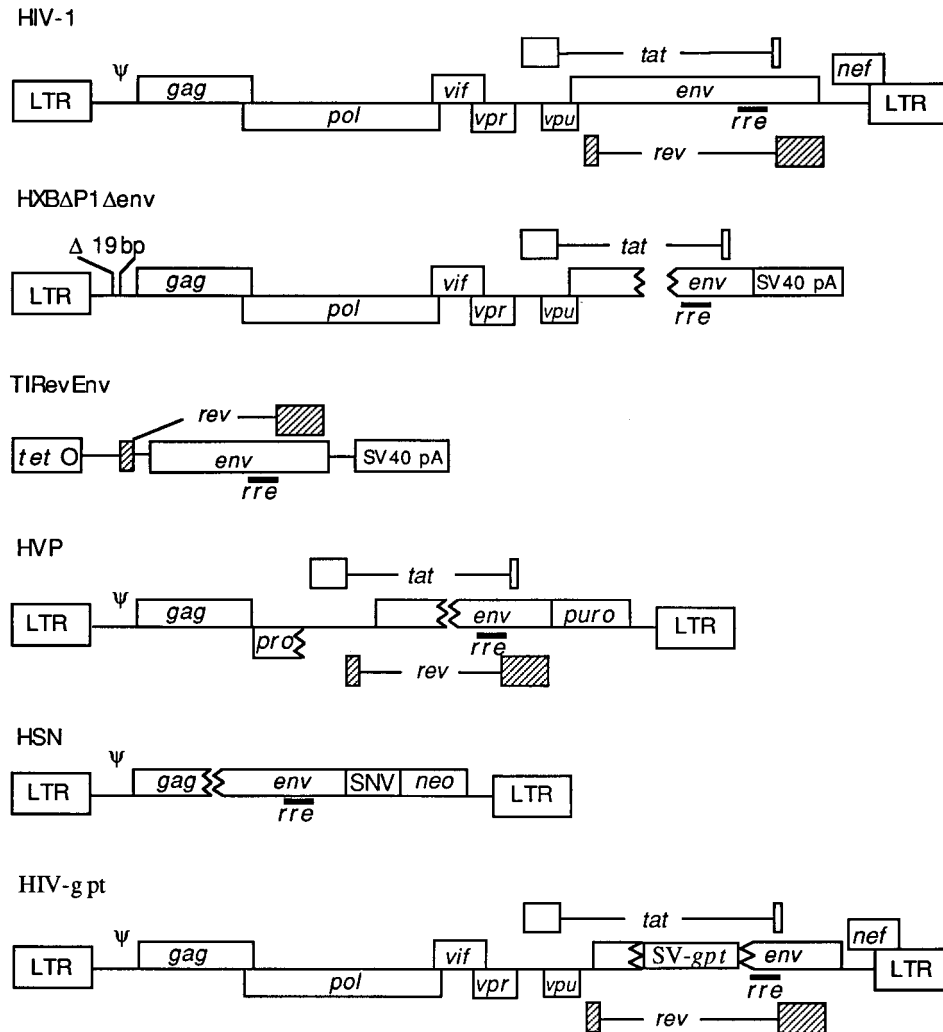 HIV-1
ψ tat nef
LTR gag vif env LTR
pol vpr vpu rre
rev
HXBΔP1Δenv
Δ 19bp tat
LTR gag vif env SV40 pA
pol vpr vpu rre
TIRevEnv
rev
tet O env SV40 pA
rre
HVP
ψ tat
LTR gag env puro LTR
pro rre
rev
HSN
ψ
LTR gag env SNV neo LTR
rre
HIV-gpt
ψ tat nef
LTR gag vif SV-gpt env LTR
pol vpr vpu rre
rev